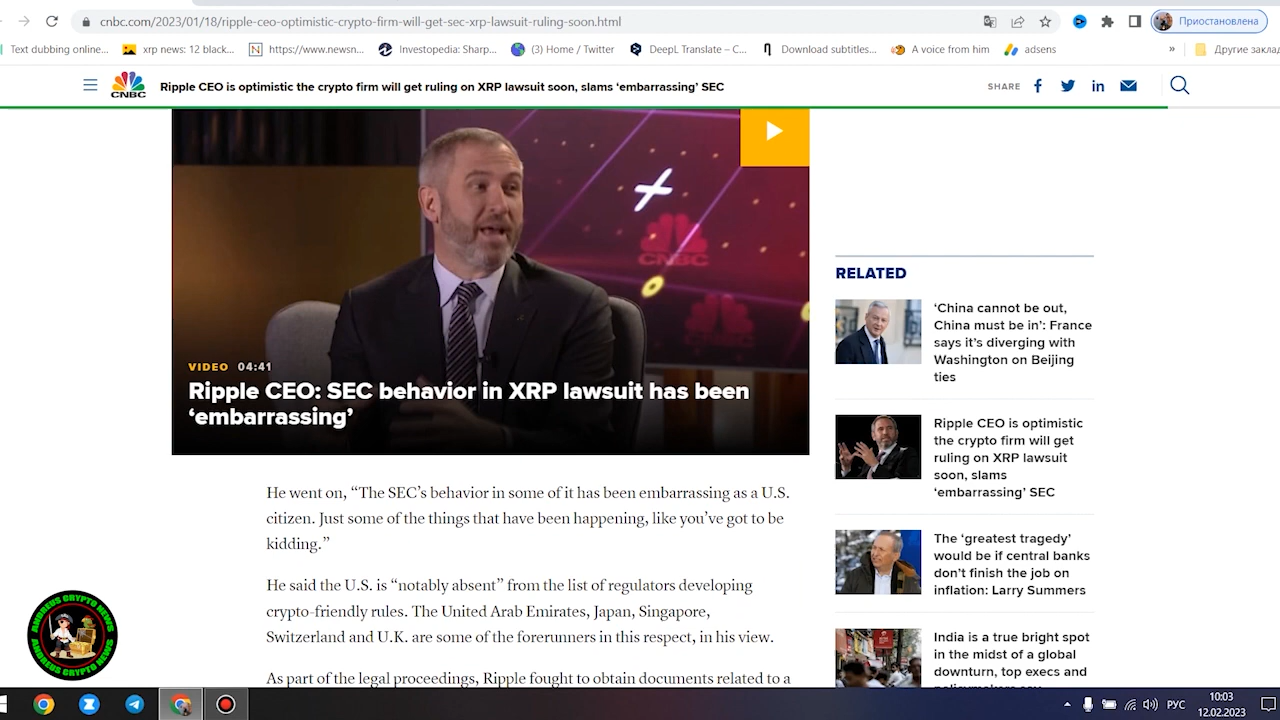 cnbc.com/2023/01/18/ripple-ceo-optimistic-crypto-firm-will-get-sec-xrp-lawsuit-ruling-soon.html
Приостановлена
Text dubbing online...
xrp news: 12 black...
https://www.newsn...
Investopedia: Sharp...
(3) Home / Twitter
DeepL Translate – C...
Download subtitles...
A voice from him
adsens
»
Другие закла
CNBC
Ripple CEO is optimistic the crypto firm will get ruling on XRP lawsuit soon, slams ‘embarrassing’ SEC
SHARE
CNBC
CNBC
VIDEO 04:41
Ripple CEO: SEC behavior in XRP lawsuit has been
‘embarrassing’
He went on, “The SEC’s behavior in some of it has been embarrassing as a U.S.
citizen. Just some of the things that have been happening, like you’ve got to be
kidding.”
He said the U.S. is “notably absent” from the list of regulators developing
crypto-friendly rules. The United Arab Emirates, Japan, Singapore,
Switzerland and U.K. are some of the forerunners in this respect, in his view.
As part of the legal proceedings, Ripple fought to obtain documents related to a
RELATED
‘China cannot be out,
China must be in’: France
says it’s diverging with
Washington on Beijing
ties
Ripple CEO is optimistic
the crypto firm will get
ruling on XRP lawsuit
soon, slams
‘embarrassing’ SEC
The ‘greatest tragedy’
would be if central banks
don’t finish the job on
inflation: Larry Summers
India is a true bright spot
in the midst of a global
downturn, top execs and
policymakers say
ANDREUS CRYPTO NEWS
ANDREUS CRYPTO NEWS
РУС
10:03
12.02.2023